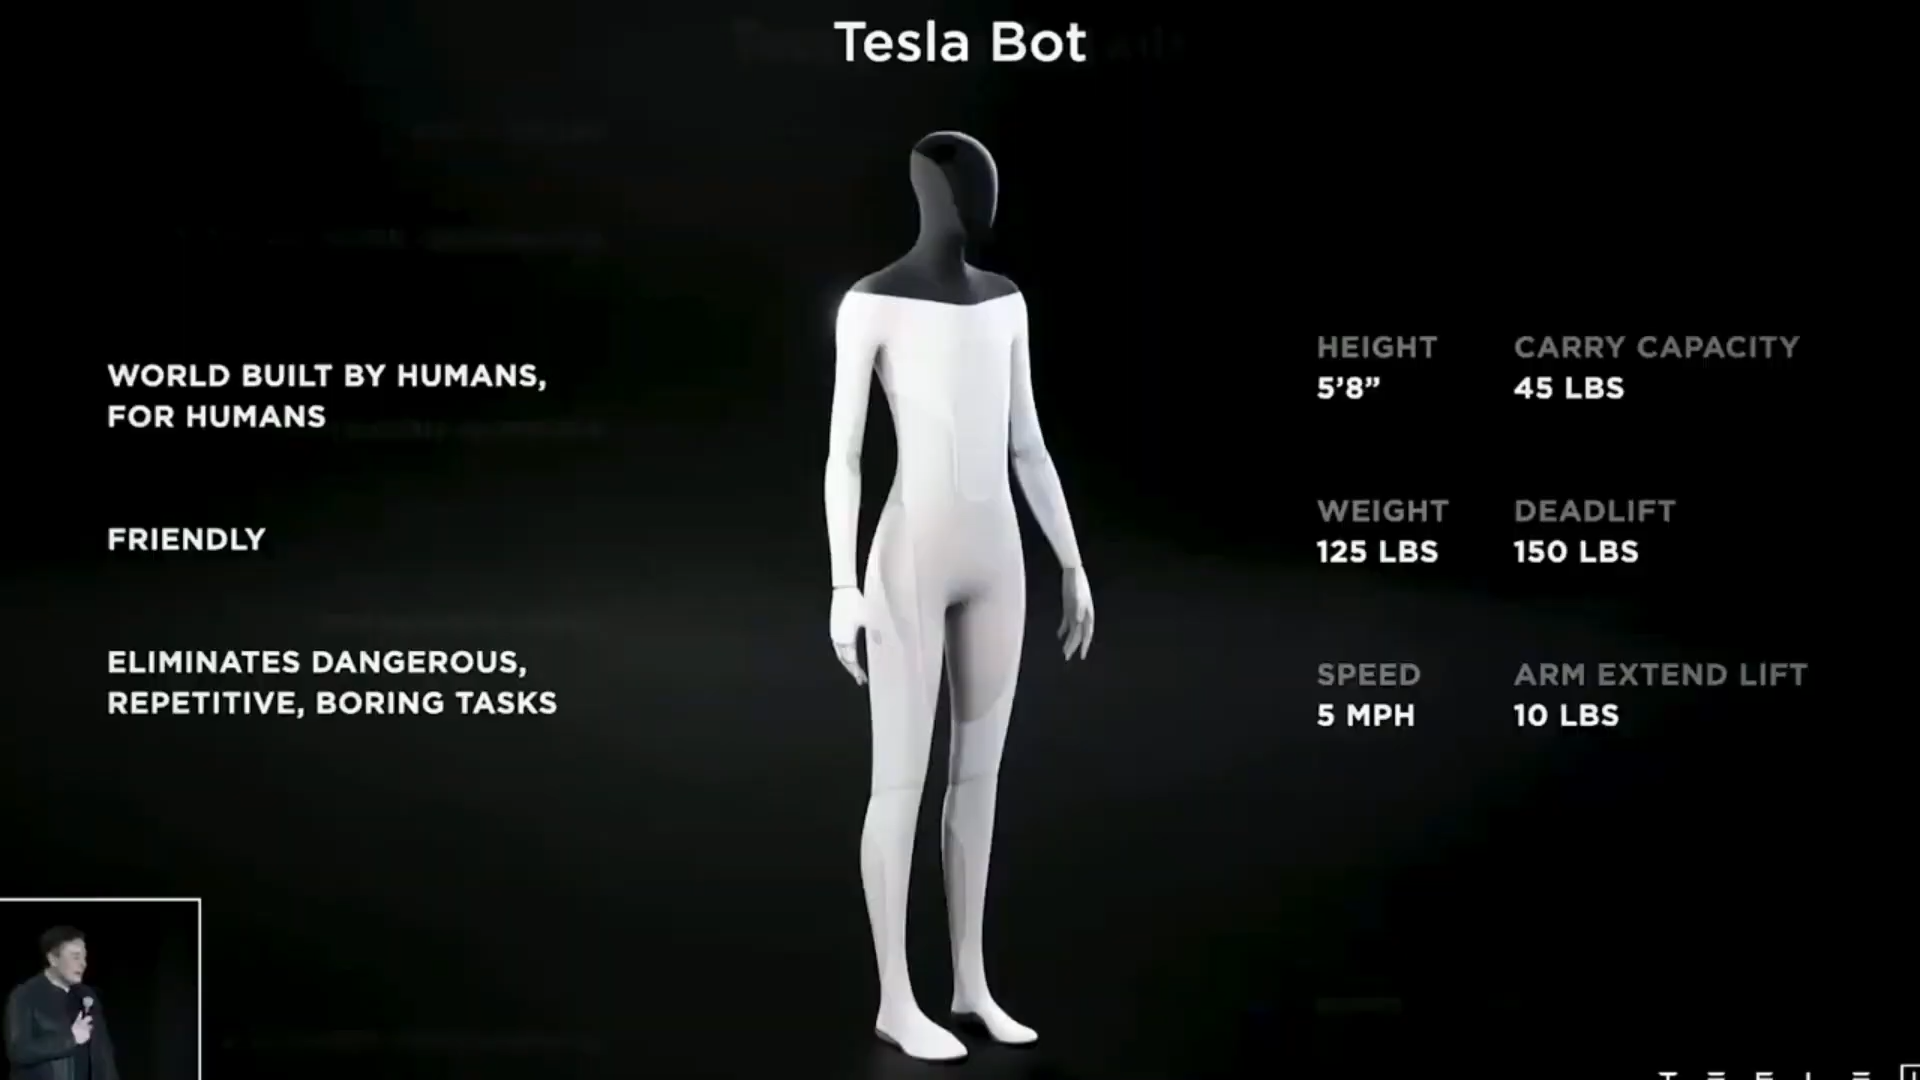 Tesla Bot
WORLD BUILT BY HUMANS,
FOR HUMANS
FRIENDLY
ELIMINATES DANGEROUS,
REPETITIVE, BORING TASKS
HEIGHT CARRY CAPACITY
5’8” 45 LBS
WEIGHT DEADLIFT
125 LBS 150 LBS
SPEED ARM EXTEND LIFT
5 MPH 10 LBS